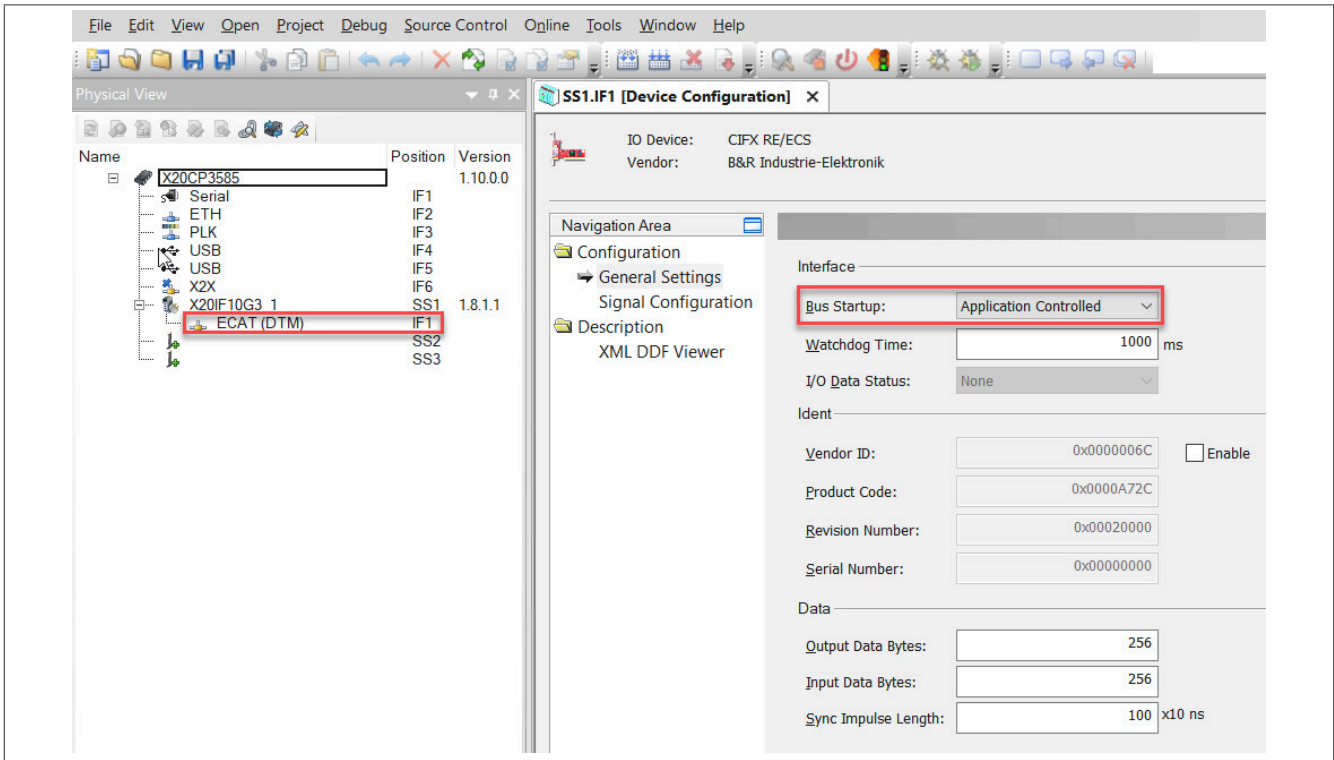 File Edit View Open Project Debug Source Control Online Tools Window Help
Physical View
Name Position Version
X20CP3585 1.10.0.0
Serial IF1
ETH IF2
PLK IF3
USB IF4
USB IF5
X2X IF6
X20IF10G3_1 SS1 1.8.1.1
ECAT (DTM) IF1
SS2
SS3
SS1.IF1 [Device Configuration]
IO Device: CIFX RE/ECS
Vendor: B&R Industrie-Elektronik
Navigation Area
Configuration
General Settings
Signal Configuration
Description
XML DDF Viewer
Interface
Bus Startup: Application Controlled
Watchdog Time: 1000 ms
I/O Data Status: None
Ident
Vendor ID: 0x0000006C Enable
Product Code: 0x0000A72C
Revision Number: 0x00020000
Serial Number: 0x00000000
Data
Output Data Bytes: 256
Input Data Bytes: 256
Sync Impulse Length: 100 x10 ns